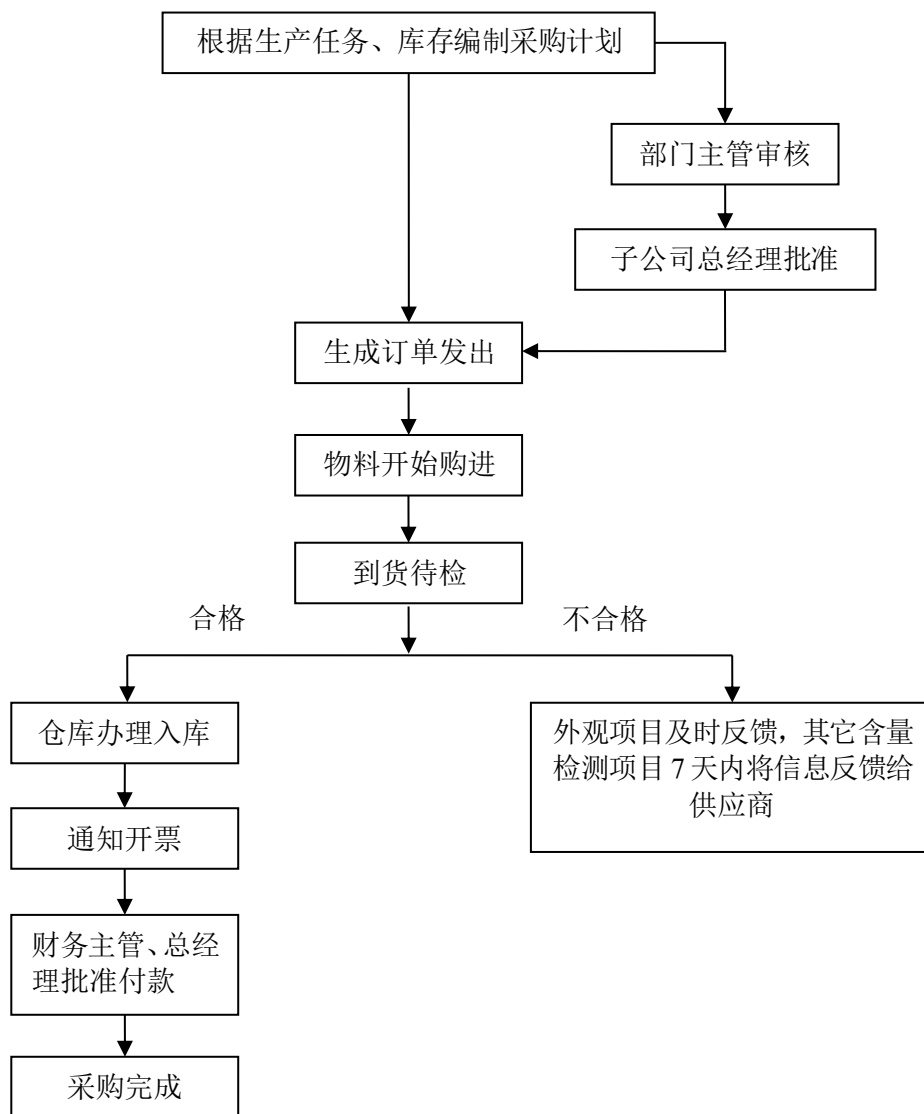 根据生产任务、库存编制采购计划
部门主管审核
子公司总经理批准
生成订单发出
物料开始购进
到货待检
合格
不合格
仓库办理入库
外观项目及时反馈，其它含量
检测项目 7 天内将信息反馈给
供应商
通知开票
财务主管、总经
理批准付款
采购完成